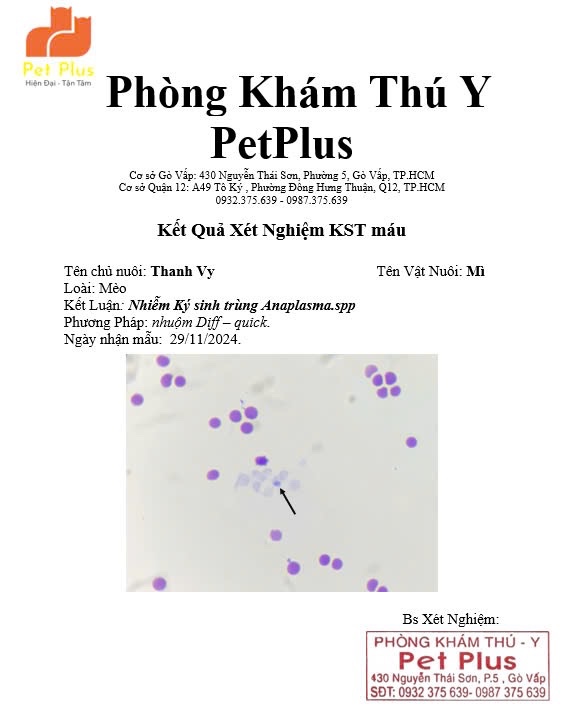 Pet Plus
Hiện Đại - Tận Tâm
Phòng Khám Thú Y
PetPlus
Cơ sở Gò Vấp: 430 Nguyễn Thái Sơn, Phường 5, Gò Vấp, TP.HCM
Cơ sở Quận 12: A49 Tô Ký , Phường Đông Hưng Thuận, Q12, TP.HCM
0932.375.639 - 0987.375.639
Kết Quả Xét Nghiệm KST máu
Tên chủ nuôi: Thanh Vy Tên Vật Nuôi: Mì
Loài: Mèo
Kết Luận: Nhiễm Ký sinh trùng Anaplasma.spp
Phương Pháp: nhuộm Diff – quick.
Ngày nhận mẫu: 29/11/2024.
Bs Xét Nghiệm:
PHÒNG KHÁM THÚ - Y
Pet Plus
430 Nguyễn Thái Sơn, P.5 , Gò Vấp
SĐT: 0932 375 639- 0987 375 639